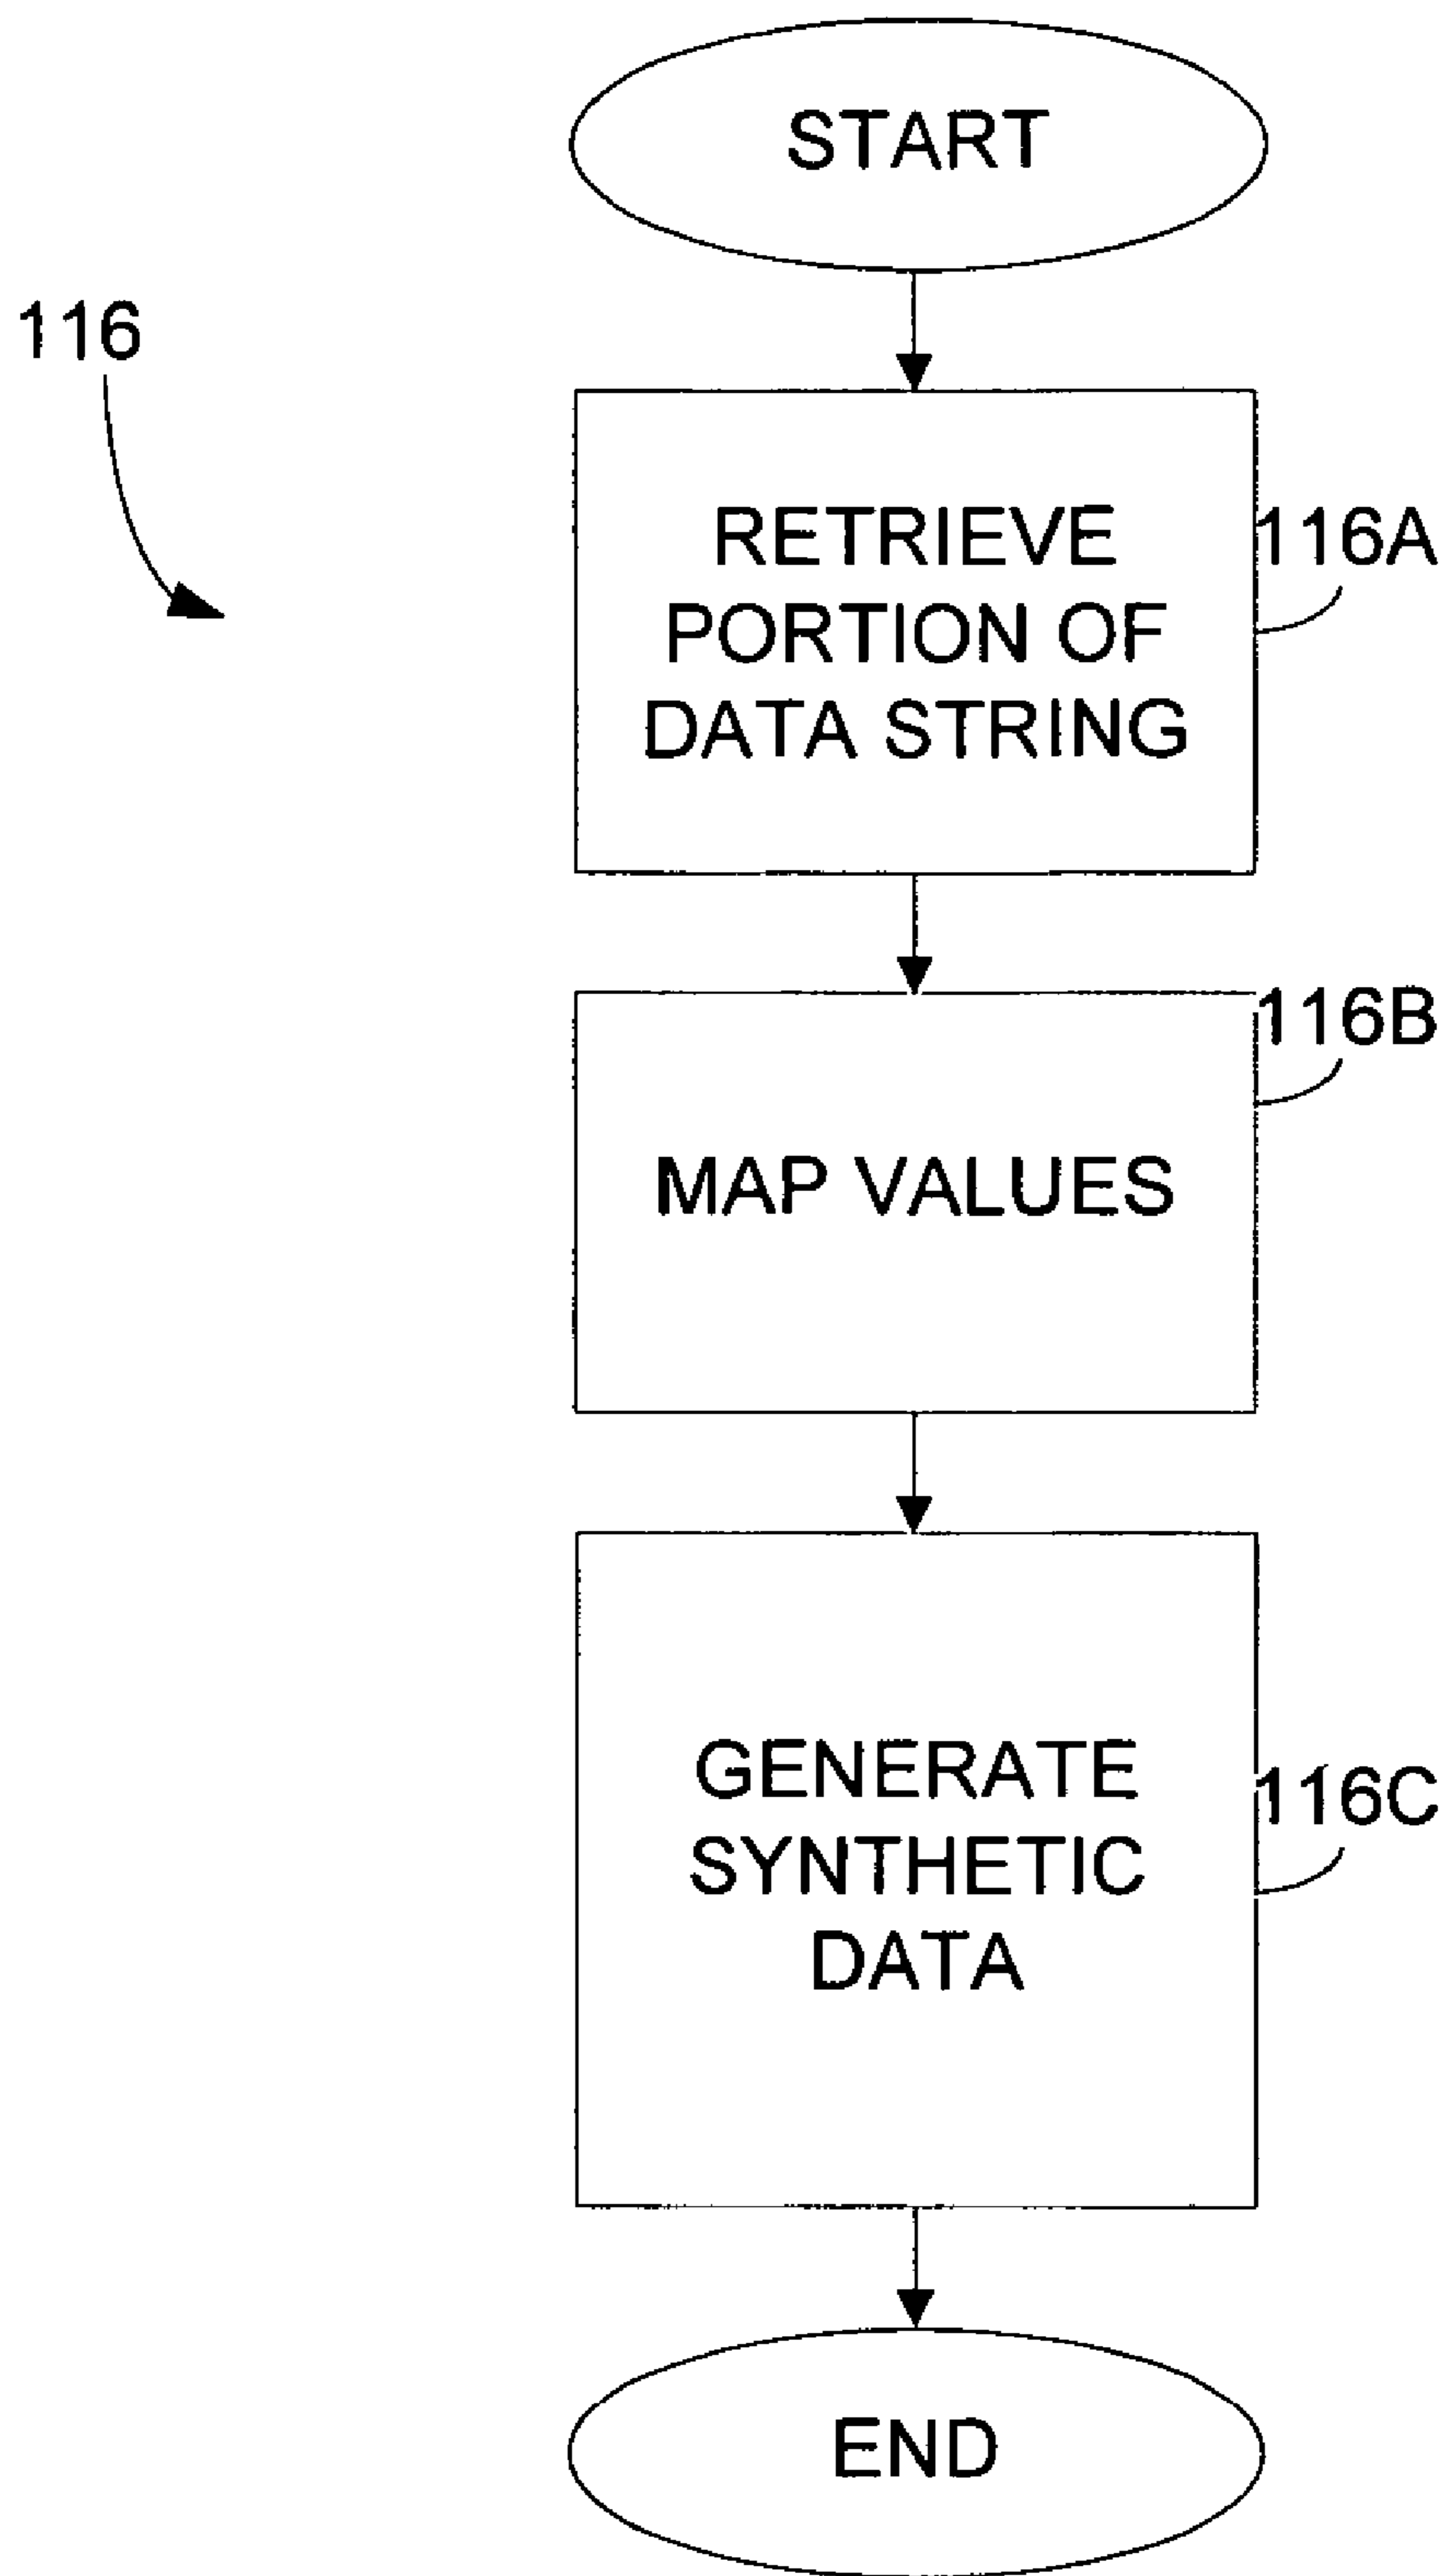 START
116
RETRIEVE
PORTION OF
DATA STRING
116A
116B
MAP VALUES
GENERATE
SYNTHETIC
DATA
116C
END